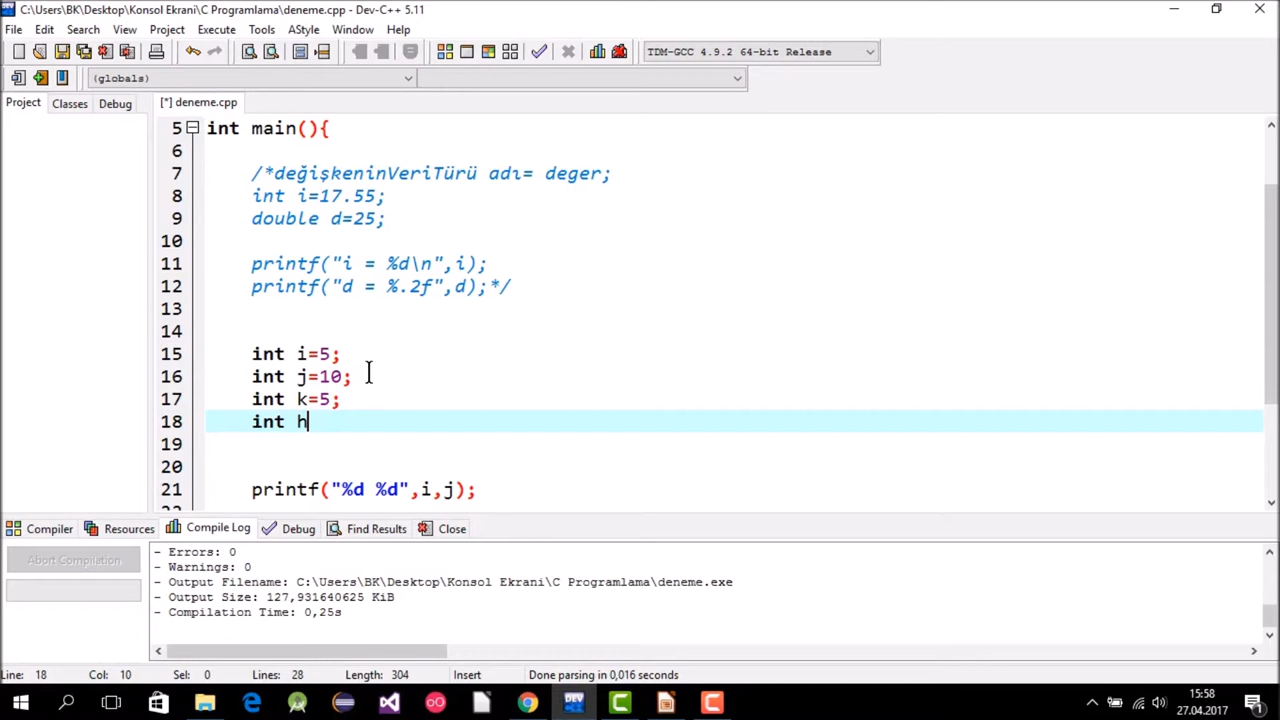 C:\Users\BK\Desktop\Konsol Ekrani\C Programlama\deneme.cpp - Dev-C++ 5.11
File Edit Search View Project Execute Tools AStyle Window Help
TDM-GCC 4.9.2 64-bit Release
(globals)
Project Classes Debug [*] deneme.cpp
5 int main(){
6
7 /*değişkeninVeriTürü adı= deger;
8 int i=17.55;
9 double d=25;
10
11 printf("i = %d\n",i);
12 printf("d = %.2f",d);*/
13
14
15 int i=5;
16 int j=10;
17 int k=5;
18 int h
19
20
21 printf("%d %d",i,j);
Compiler Resources Compile Log Debug Find Results Close
Abort Compilation
- Errors: 0
- Warnings: 0
- Output Filename: C:\Users\BK\Desktop\Konsol Ekrani\C Programlama\deneme.exe
- Output Size: 127,931640625 KiB
- Compilation Time: 0,25s
Line: 18 Col: 10 Sel: 0 Lines: 28 Length: 304 Insert Done parsing in 0,016 seconds
DEV
15:58
27.04.2017